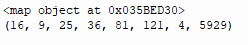 <map object at 0x035BED30>
(16, 9, 25, 36, 81, 121, 4, 5929)